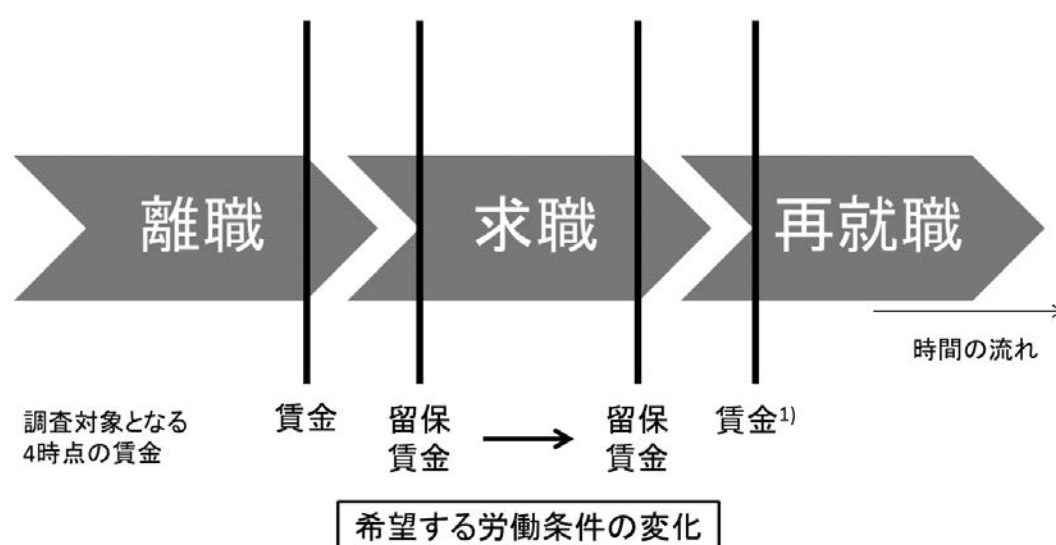 離職
求職
再就職
時間の流れ
調査対象となる
4時点の賃金
賃金
留保
賃金
留保
賃金
賃金1)
希望する労働条件の変化